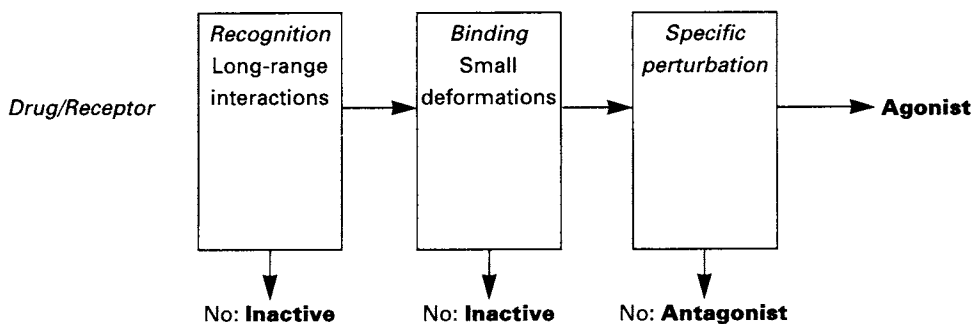 Recognition
Long-range
interactions
Binding
Small
deformations
Specific
perturbation
Drug/Receptor
Agonist
No: Inactive
No: Inactive
No: Antagonist